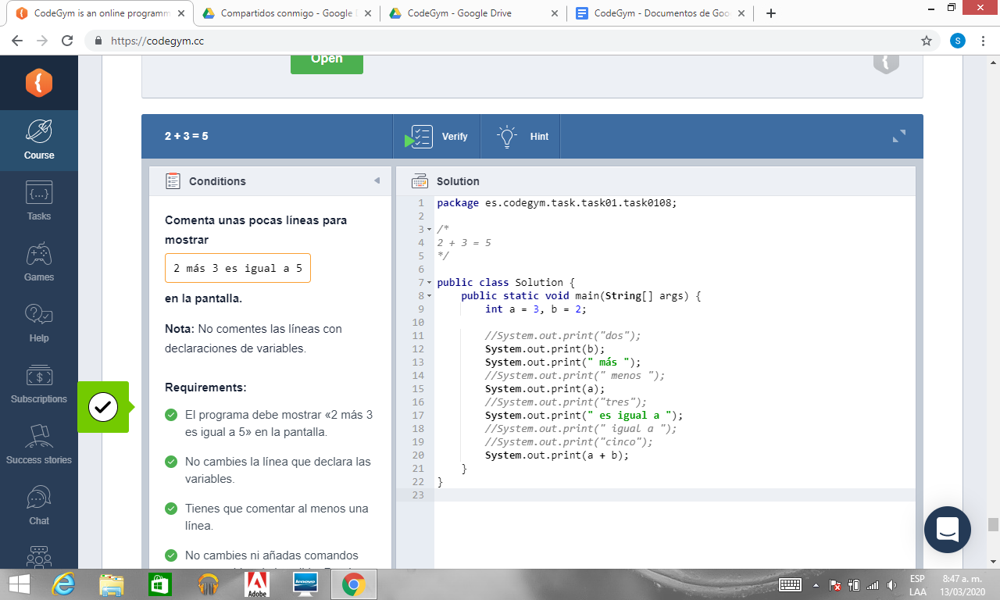 CodeGym is an online programm
Compartidos conmigo - Google
CodeGym - Google Drive
CodeGym - Documentos de Goo
https://codegym.cc
S
Open
Course
Tasks
Games
Help
Subscriptions
Success stories
Chat
2 + 3 = 5
Verify
Hint
Conditions
Comenta unas pocas líneas para
mostrar
2 más 3 es igual a 5
en la pantalla.
Nota: No comentes las líneas con
declaraciones de variables.
Requirements:
El programa debe mostrar «2 más 3
es igual a 5» en la pantalla.
No cambies la línea que declara las
variables.
Tienes que comentar al menos una
línea.
No cambies ni añadas comandos
Solution
1 package es.codegym.task.task01.task0108;
2
3 /*
4 2 + 3 = 5
5 */
6
7 public class Solution {
8 public static void main(String[] args) {
9 int a = 3, b = 2;
10
11 //System.out.print("dos");
12 System.out.print(b);
13 System.out.print(" más ");
14 //System.out.print(" menos ");
15 System.out.print(a);
16 //System.out.print("tres");
17 System.out.print(" es igual a ");
18 //System.out.print(" igual a ");
19 //System.out.print("cinco");
20 System.out.print(a + b);
21 }
22 }
23
Adobe
lenovo
ESP
LAA
8:47 a. m.
13/03/2020